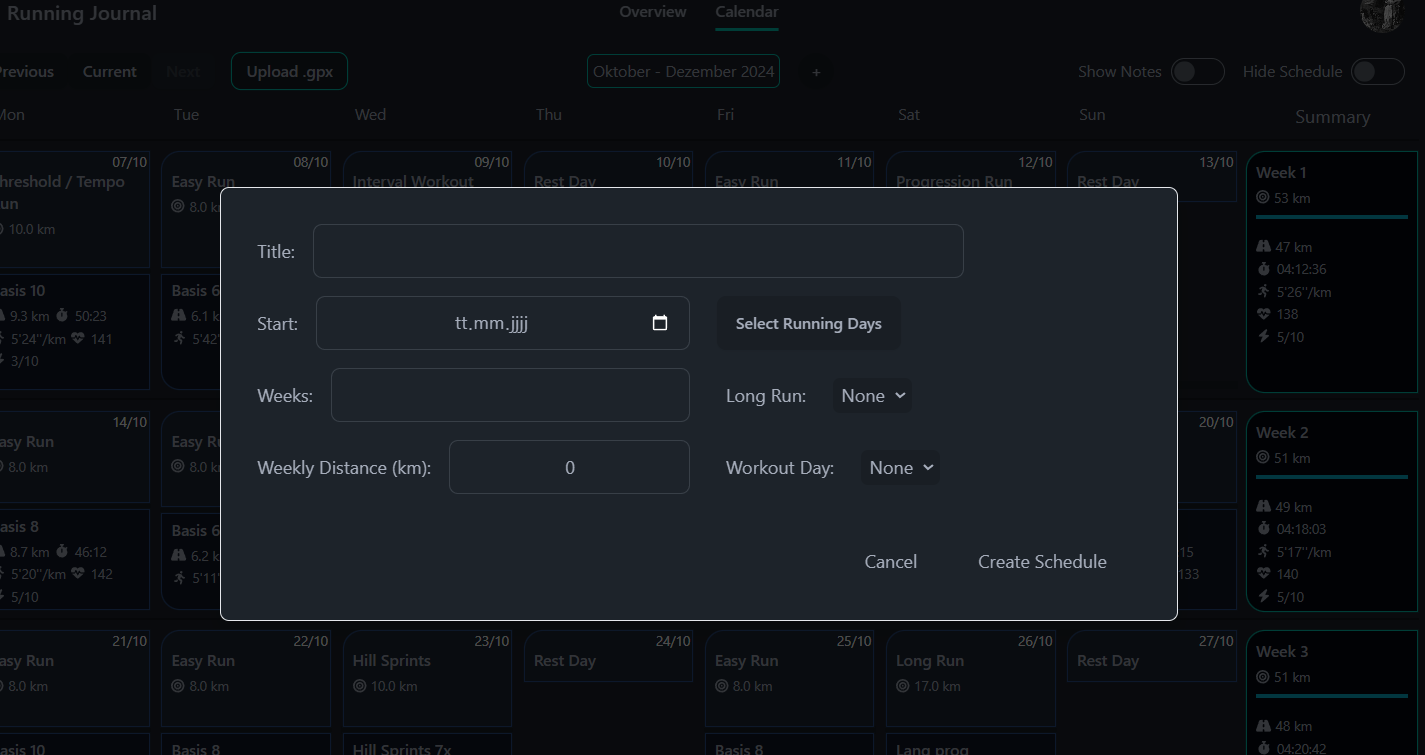 Running Journal
Overview Calendar
Previous Current Next Upload .gpx Oktober - Dezember 2024 + Show Notes Hide Schedule
Mon Tue Wed Thu Fri Sat Sun Summary
07/10 08/10 09/10 10/10 11/10 12/10 13/10
hreshold / Tempo Easy Run Interval Workout Rest Day Easy Run Progression Run Rest Day Week 1
un 8.0 k 53 km
10.0 km
Title:
47 km
04:12:36
asis 10 Basis 6 5'26''/km
9.3 km 50:23 6.1 k 138
5'24''/km 141 5'42' 5/10
3/10
Start: tt.mm.jjjj Select Running Days
Weeks: Long Run: None
Weekly Distance (km): 0 Workout Day: None
Cancel Create Schedule
14/10 20/10
asy Run Easy Ru Week 2
8.0 km 8.0 k 51 km
asis 8 Basis 6 49 km
8.7 km 46:12 6.2 k 15 04:18:03
5'20''/km 142 5'11' 133 5'17''/km
5/10 140
5/10
21/10 22/10 23/10 24/10 25/10 26/10 27/10
asy Run Easy Run Hill Sprints Rest Day Easy Run Long Run Rest Day Week 3
8.0 km 8.0 km 10.0 km 8.0 km 17.0 km 51 km
48 km
asis 10 Basis 8 Hill Sprints 7x Basis 8 Lang prog 04:20:42